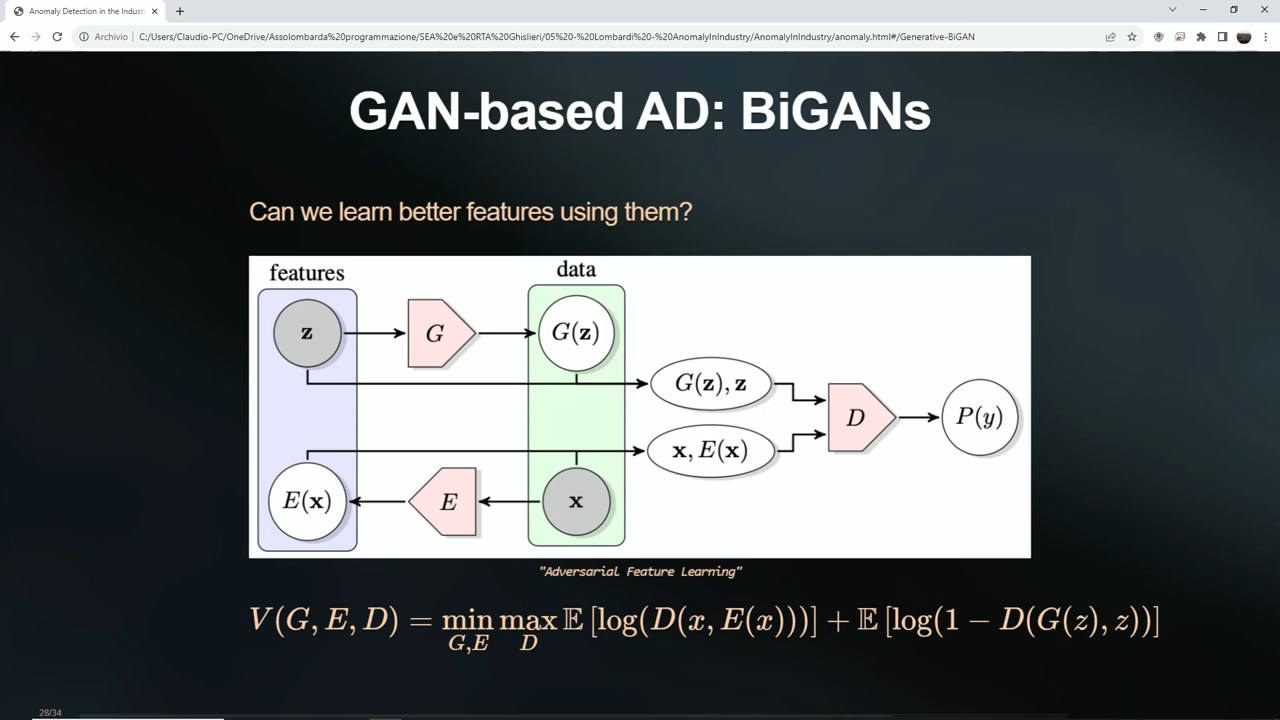 Anomaly Detection in the Indust
Archivio
C:/Users/Claudio-PC/OneDrive/Assolombarda%20programmazione/SEA%20e%20RTA%20Ghislieri/05%20-%20Lombardi%20-%20AnomalyInIndustry/AnomalyInIndustry/anomaly.html#/Generative-BiGAN
GAN-based AD: BiGANs
Can we learn better features using them?
features
data
z
G
G(z)
G(z), z
D
P(y)
x, E(x)
E(x)
E
x
"Adversarial Feature Learning"
V(G, E, D) = min max 𝔼 [log(D(x, E(x)))] + 𝔼 [log(1 − D(G(z), z))]
G,E D
28/34